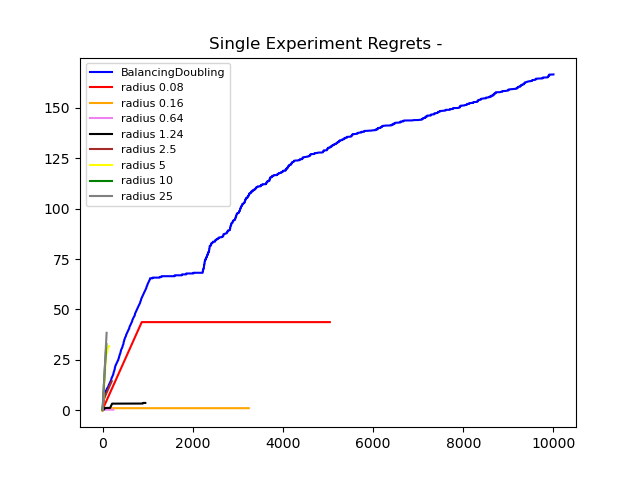 Single Experiment Regrets -
BalancingDoubling
radius 0.08
radius 0.16
radius 0.64
radius 1.24
radius 2.5
radius 5
radius 10
radius 25
150
125
100
75
50
25
0
0 2000 4000 6000 8000 10000